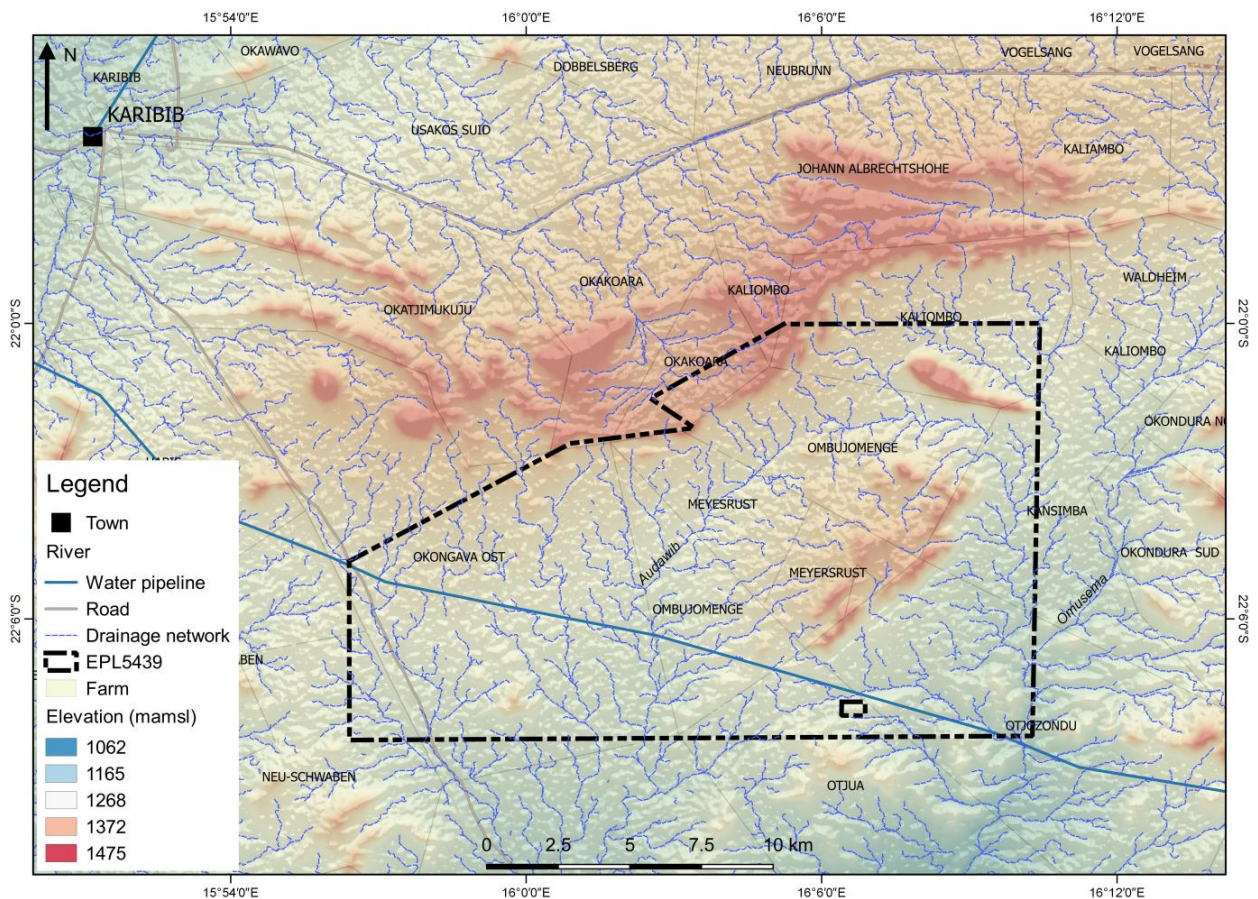 15°54'0"E
16°0'0"E
16°6'0"E
16°12'0"E
N
OKAWAVO
KARIBIB
DOBBELSBERG
NEUBRUNN
VOGELSANG
VOGELSANG
KARIBIB
USAKOS SUID
KALIAMBO
JOHANN ALBRECHTSHOHE
WALDHEIM
OKAKOARA
KALIOMBO
OKATJIMUKUJU
KALIOMBO
22°0'0"S
22°0'0"S
KALIOMBO
OKAKOARA
OKONDURA
OMBUJOMENGE
MEYESRUST
KANSIMBA
OKONGAVA OST
OKONDURA SUD
Audawib
MEYERSRUST
Omusema
OMBUJOMENGE
22°6'0"S
22°6'0"S
Legend
Town
River
Water pipeline
Road
Drainage network
EPL5439
Farm
Elevation (mamsl)
1062
1165
1268
1372
1475
OTJOZONDU
NEU-SCHWABEN
OTJUA
0 2.5 5 7.5 10 km
15°54'0"E
16°0'0"E
16°6'0"E
16°12'0"E